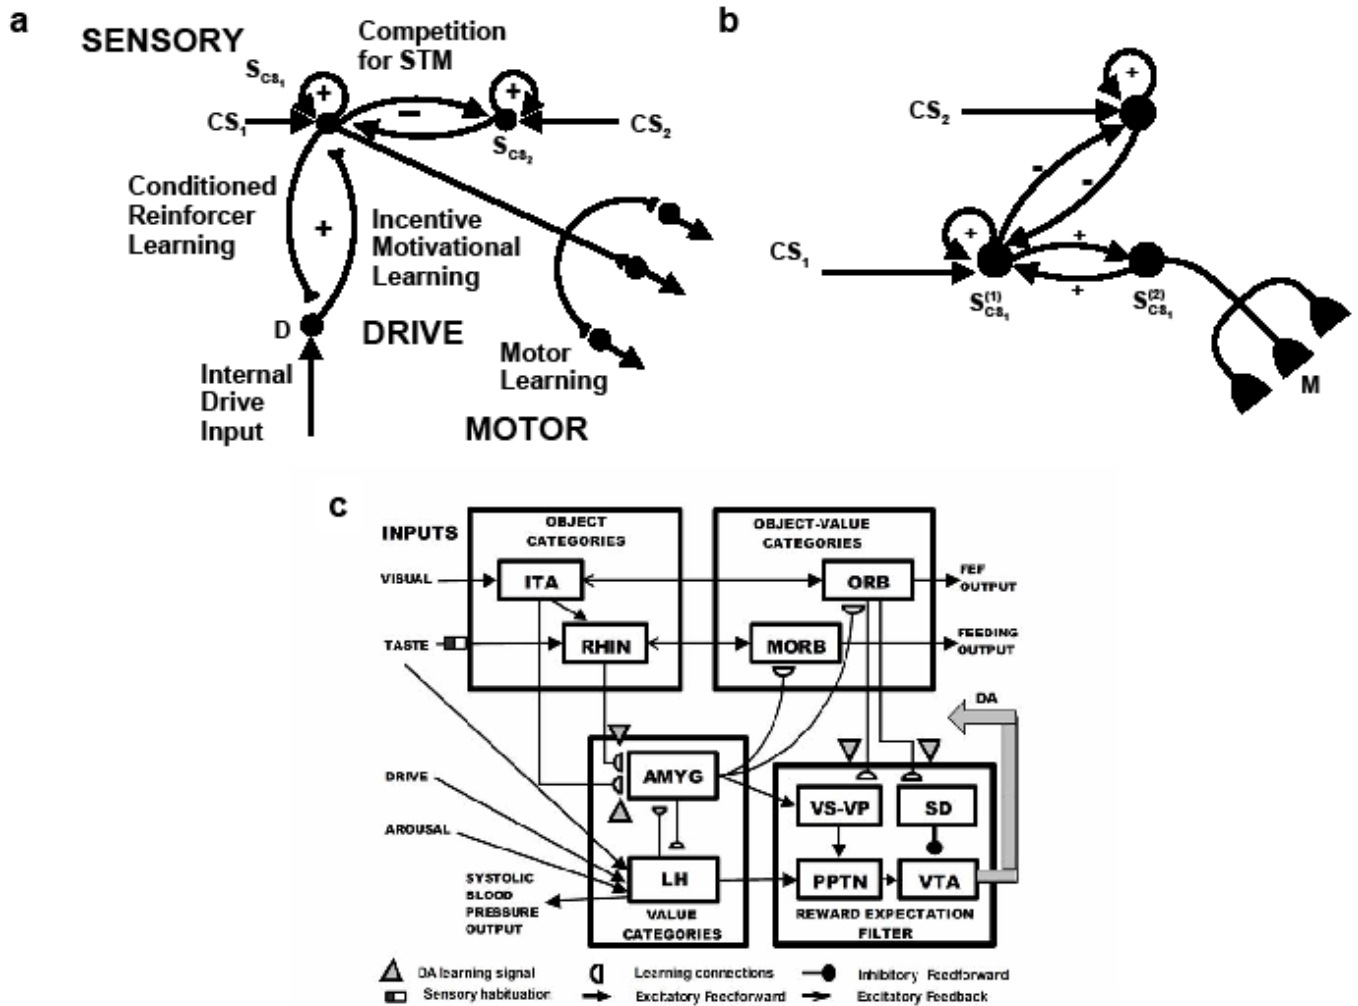 a
SENSORY
Competition
for STM
S_CS₁
+
+
−
CS₁
CS₂
S_CS₂
Conditioned
Reinforcer
Learning
+
Incentive
Motivational
Learning
D
DRIVE
Internal
Drive
Input
Motor
Learning
MOTOR
b
+
CS₂
-
-
+
+
CS₁
+
S⁽¹⁾_CS₁
S⁽²⁾_CS₁
M
c
INPUTS
OBJECT
CATEGORIES
OBJECT-VALUE
CATEGORIES
VISUAL
ITA
ORB
FEF
OUTPUT
TASTE
RHIN
MORB
FEEDING
OUTPUT
DA
DRIVE
AMYG
VS-VP
SD
AROUSAL
LH
PPTN
VTA
SYSTOLIC
BLOOD
PRESSURE
OUTPUT
VALUE
CATEGORIES
REWARD EXPECTATION
FILTER
DA learning signal
Learning connections
Inhibitory Feedforward
Sensory habituation
Excitatory Feedforward
Excitatory Feedback